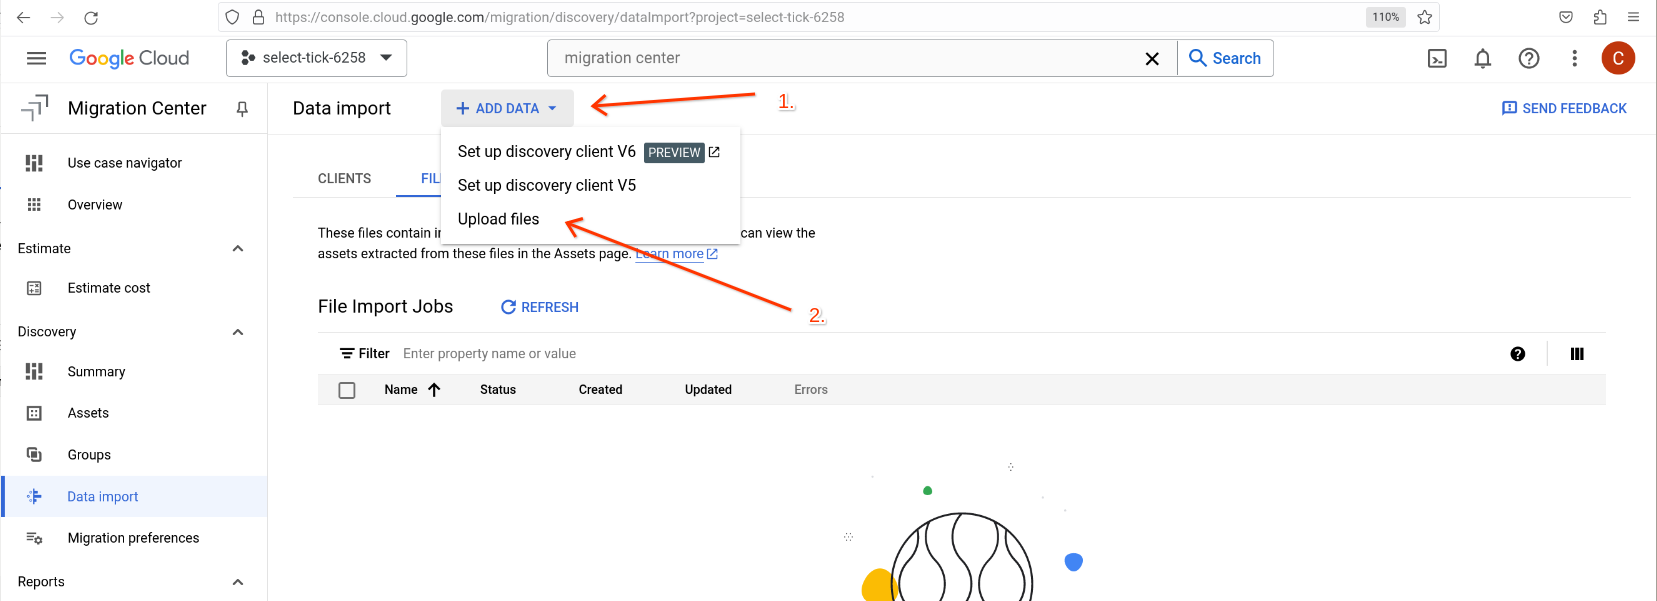 https://console.cloud.google.com/migration/discovery/dataImport?project=select-tick-6258
110%
Google Cloud
select-tick-6258
migration center
Search
C
Migration Center
Data import
ADD DATA
1.
SEND FEEDBACK
Set up discovery client V6 PREVIEW
Set up discovery client V5
Upload files
2.
Use case navigator
Overview
Estimate
Estimate cost
Discovery
Summary
Assets
Groups
Data import
Migration preferences
Reports
CLIENTS
These files contain can view the
assets extracted from these files in the Assets page. Learn more
File Import Jobs
REFRESH
Filter Enter property name or value
Name Status Created Updated Errors